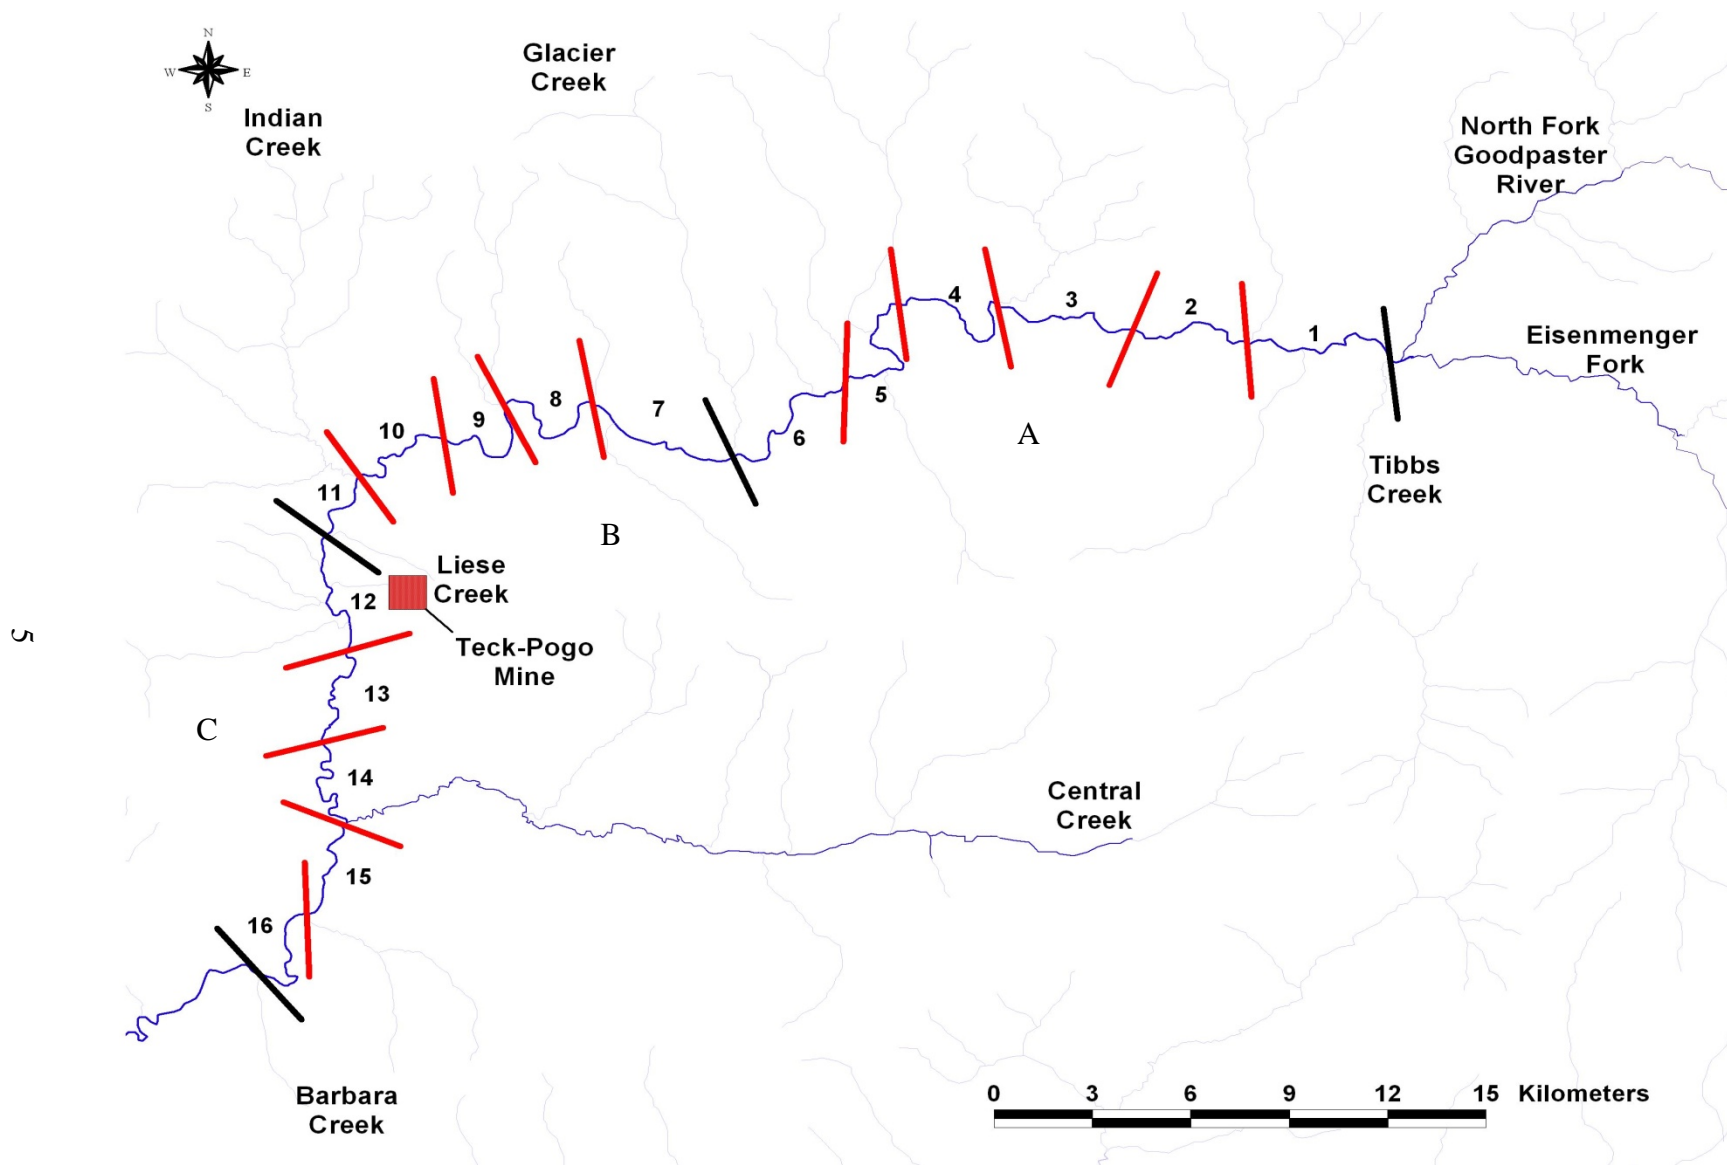 N
W E
S
Glacier
Creek
Indian
Creek
North Fork
Goodpaster
River
Eisenmenger
Fork
4
3
2
1
5
6
7
8
9
10
11
A
Tibbs
Creek
B
Liese
Creek
12
Teck-Pogo
Mine
5
13
C
14
Central
Creek
15
16
Barbara
Creek
0 3 6 9 12 15 Kilometers